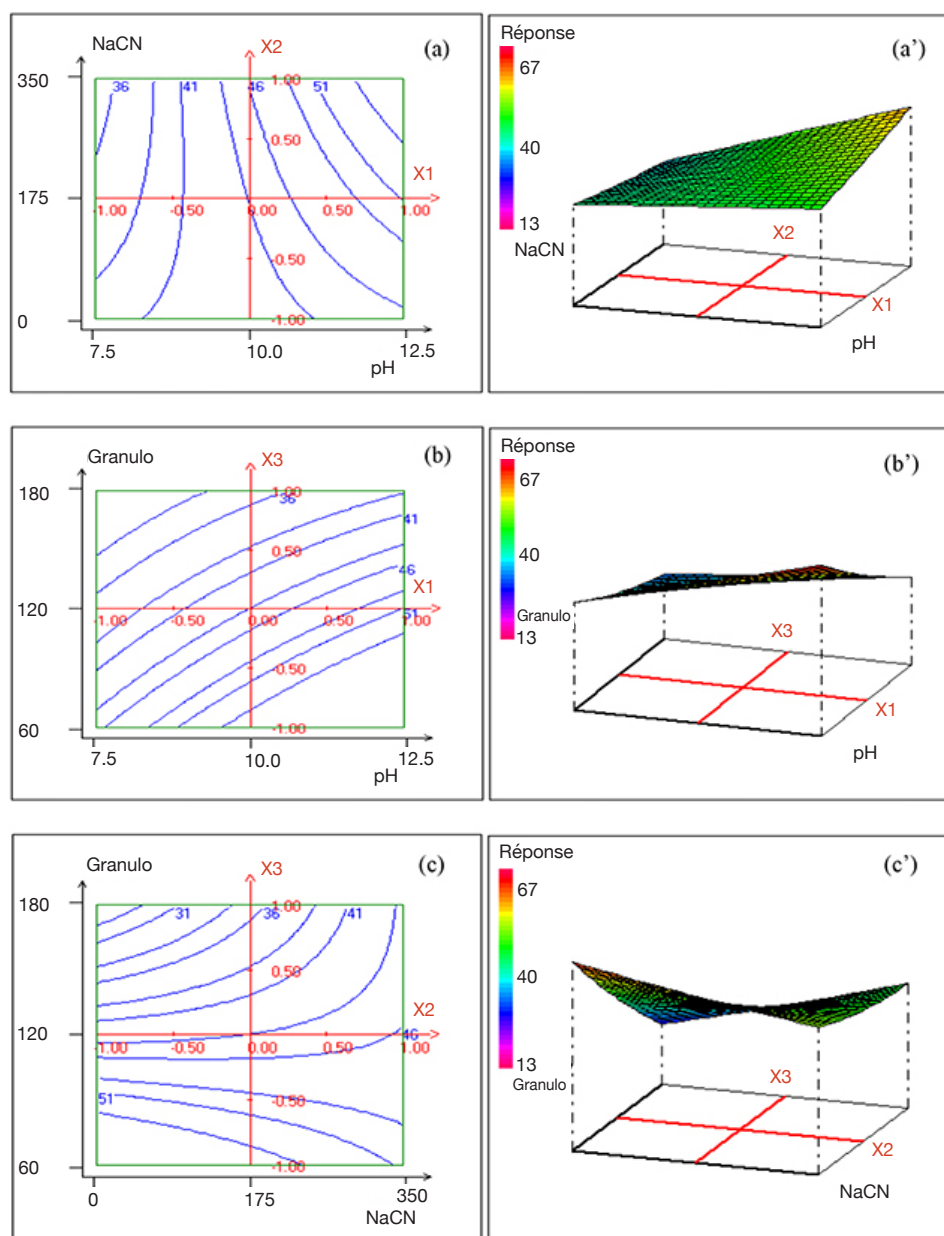 NaCN
X2
(a)
350
36
41
46
51
1.00
0.50
X1
175
-1.00
-0.50
0.00
0.50
1.00
-0.50
-1.00
0
7.5
10.0
12.5
pH
Réponse
(a’)
67
40
13
NaCN
X2
X1
pH
Granulo
X3
(b)
180
1.00
36
41
0.50
46
X1
120
-1.00
-0.50
0.00
0.50
1.00
51
-0.50
-1.00
60
7.5
10.0
12.5
pH
Réponse
(b’)
67
40
Granulo
13
X3
X1
pH
Granulo
X3
(c)
180
31
1.00
36
41
0.50
X2
120
46
-1.00
-0.50
0.00
0.50
1.00
51
-0.50
-1.00
60
0
175
350
NaCN
Réponse
(c’)
67
40
13
Granulo
X3
X2
NaCN